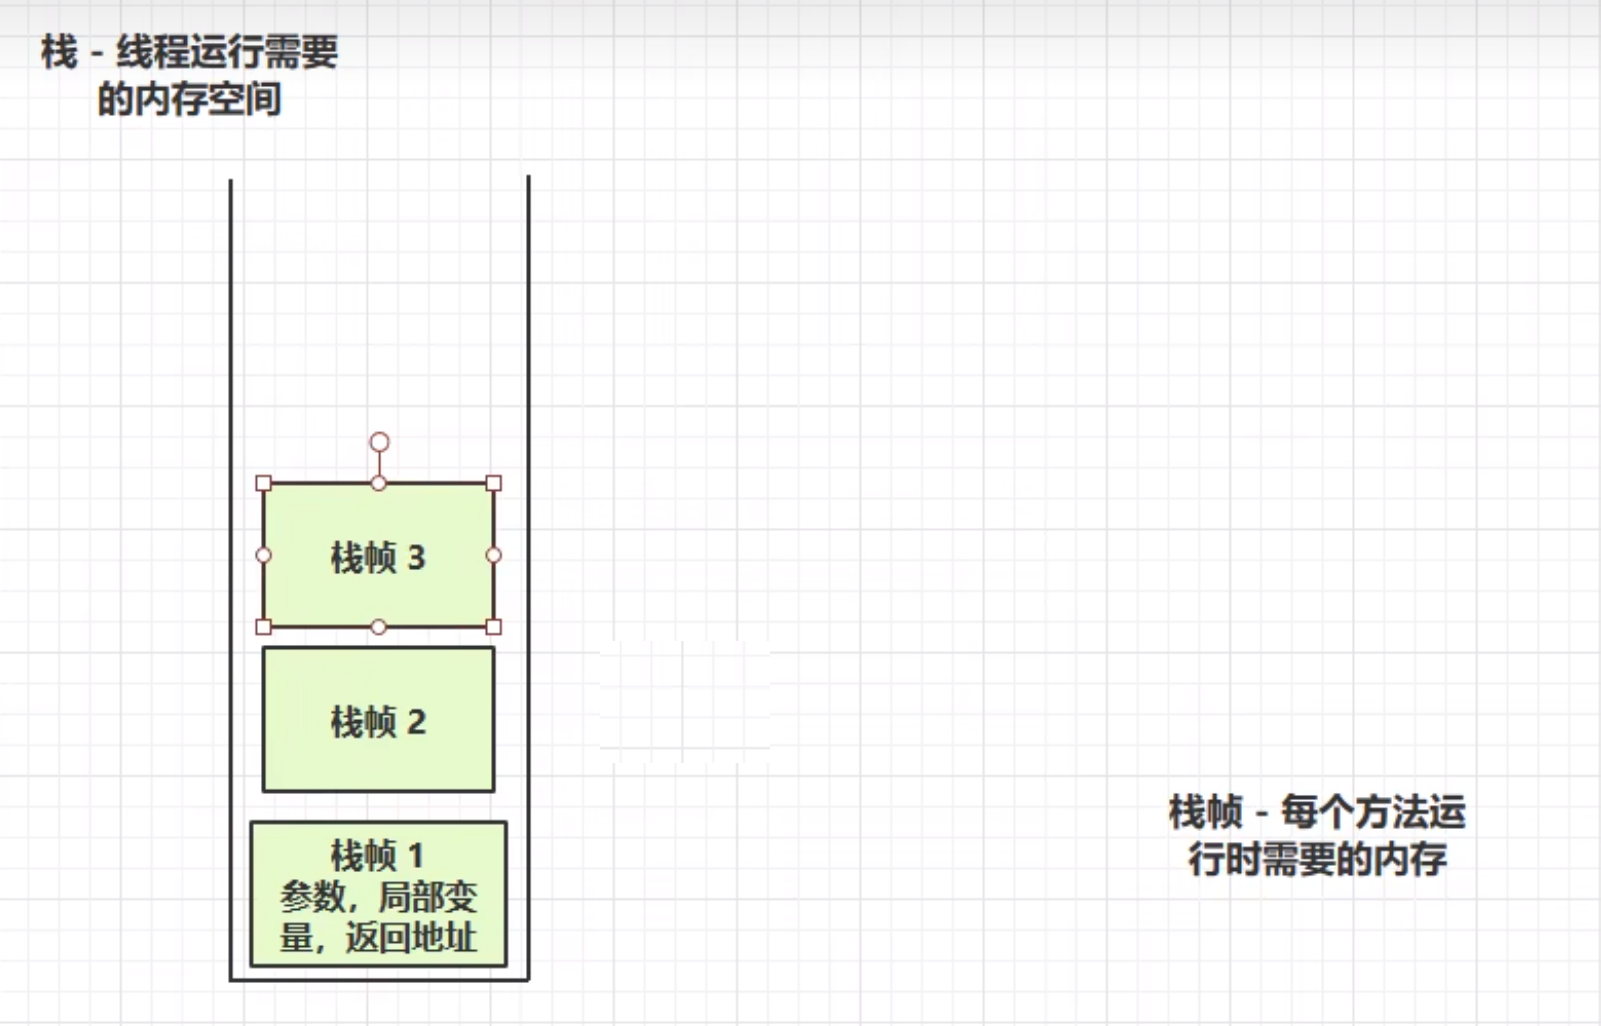 栈 - 线程运行需要
的内存空间
栈帧 3
栈帧 2
栈帧 1
参数，局部变
量，返回地址
栈帧 - 每个方法运
行时需要的内存